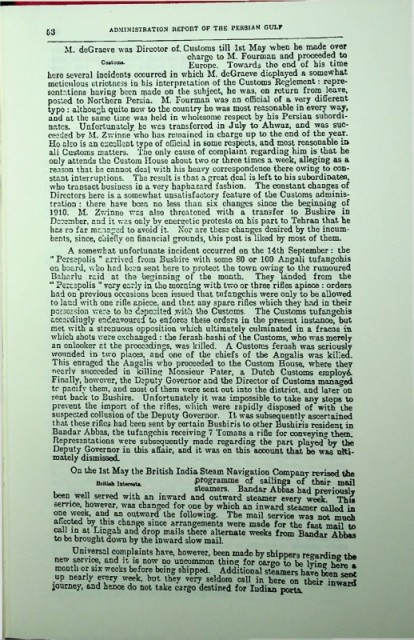 53
ADMINISTRATION REPORT OF THE PERSIAN GULF
M. deGraeve was Director of Customs till 1st May when he made over
charge to M. Fourman and proceeded to
Customs.
Europe. Towards the end of his time
here several incidents occurred in which M. deGraeve displayed a somewhat
meticulous strictness in his interpretation of the Customs Reglement : repre-
sentations having been made on the subject, he was, on return from leave,
posted to Northern Persia. M. Fourman was an official of a very different
type : although quite new to the country he was most reasonable in every way,
and at the same time was held in wholesome respect by his Persian subordi-
nates. Unfortunately he was transferred in July to Ahwaz, and was suc-
ceeded by M. Zwinne who has remained in charge up to the end of the year.
He also is an excellent type of official in some respects, and most reasonable in
all Customs matters. The only cause of complaint regarding him is that he
only attends the Custom House about two or three times a week, alleging as a
reason that he cannot deal with his heavy correspondence there owing to con-
stant interruptions. The result is that a great deal is left to his subordinates,
who transact business in a very haphazard fashion. The constant changes of
Directors here is a somewhat unsatisfactory feature of the Customs adminis-
tration : there have been no less than six changes since the beginning of
1910. M. Zwinne was also threatened with a transfer to Bushire in
December, and it was only by energetic protests on his part to Tehran that he
has so far managed to avoid it. Nor are these changes desired by the incum-
bents, since, chiefly on financial grounds, this post is liked by most of them.
A somewhat unfortunate incident occurred on the 14th September : the
"Persepolis" arrived from Bushire with some 80 or 100 Angali tufangchis
on board, who had been sent here to protect the town owing to the rumoured
Baharlu raid at the beginning of the month. They landed from the
"Persepolis" very early in the morning with two or three rifles apiece : orders
had on previous occasions been issued that tufangchis were only to be allowed
to land with one rifle apiece, and that any spare rifles which they had in their
possession were to be deposited with the Customs. The Customs tufangchis
accordingly endeavoured to enforce these orders in the present instance, but
met with a strenuous opposition which ultimately culminated in a fracas in
which shots were exchanged : the ferash-bashi of the Customs, who was merely
an onlooker at the proceedings, was killed. A Customs ferash was seriously
wounded in two places, and one of the chiefs of the Angalis was killed.
This enraged the Angalis who proceeded to the Custom House, where they
nearly succeeded in killing Monsieur Pater, a Dutch Customs employé.
Finally, however, the Deputy Governor and the Director of Customs managed
to pacify them, and most of them were sent out into the district, and later on
sent back to Bushire. Unfortunately it was impossible to take any steps to
prevent the import of the rifles, which were rapidly disposed of with the
suspected collusion of the Deputy Governor. It was subsequently ascertained
that these rifles had been sent by certain Bushiris to other Bushiris resident in
Bandar Abbas, the tufangchis receiving 7 Tomans a rifle for conveying them.
Representations were subsequently made regarding the part played by the
Deputy Governor in this affair, and it was on this account that he was ulti-
mately dismissed.
On the 1st May the British India Steam Navigation Company revised the
programme of sailings of their mail
British Interests.
steamers. Bandar Abbas had previously
been well served with an inward and outward steamer every week. This
service, however, was changed for one by which an inward steamer called in
one week, and an outward the following. The mail service was not much
affected by this change since arrangements were made for the fast mail to
call in at Lingah and drop mails there alternate weeks from Bandar Abbas
to be brought down by the inward slow mail.
Universal complaints have, however, been made by shippers regarding the
new service, and it is now no uncommon thing for cargo to be lying here a
month or six weeks before being shipped. Additional steamers have been sent
up nearly every week, but they very seldom call in here on their inward
journey, and hence do not take cargo destined for Indian ports.